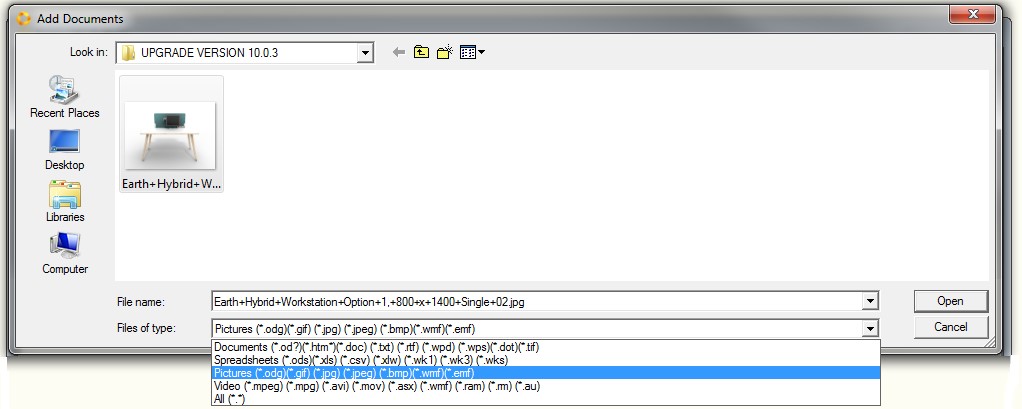 Add Documents
Look in:
UPGRADE VERSION 10.0.3
Recent Places
Desktop
Libraries
Computer
Earth+Hybrid+W...
File name:
Earth+Hybrid+Workstation+Option+1,+800+x+1400+Single+02.jpg
Open
Files of type:
Pictures (*.odg)(*.gif) (*.jpg) (*.jpeg) (*.bmp)(*.wmf)(*.emf)
Cancel
Documents (*.od?)(*.htm*)(*.doc) (*.txt) (*.rtf) (*.wpd) (*.wps)(*.dot)(*.tif)
Spreadsheets (*.ods)(*.xls) (*.csv) (*.xlw) (*.wk1) (*.wk3) (*.wks)
Pictures (*.odg)(*.gif) (*.jpg) (*.jpeg) (*.bmp)(*.wmf)(*.emf)
Video (*.mpeg) (*.mpg) (*.avi) (*.mov) (*.asx) (*.wmf) (*.ram) (*.rm) (*.au)
All (*.*)